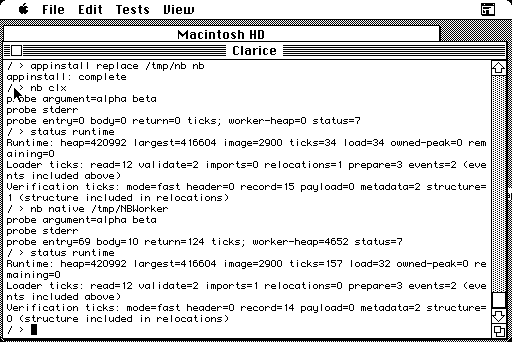 File Edit Tests View
Macintosh HD
Clarice
/ > appinstall replace /tmp/nb nb
appinstall: complete
/ > nb clx
probe argument=alpha beta
probe stderr
probe entry=0 body=0 return=0 ticks; worker-heap=0 status=7
/ > status runtime
Runtime: heap=420992 largest=416604 image=2900 ticks=34 load=34 owned-peak=0 rem
aining=0
Loader ticks: read=12 validate=2 imports=0 relocations=1 prepare=3 events=2 (eve
nts included above)
Verification ticks: mode=fast header=0 record=15 payload=0 metadata=2 structure=
1 (structure included in relocations)
/ > nb native /tmp/NBWorker
probe argument=alpha beta
probe stderr
probe entry=69 body=10 return=124 ticks; worker-heap=4652 status=7
/ > status runtime
Runtime: heap=420992 largest=416604 image=2900 ticks=157 load=32 owned-peak=0 re
maining=0
Loader ticks: read=12 validate=2 imports=1 relocations=0 prepare=3 events=2 (eve
nts included above)
Verification ticks: mode=fast header=0 record=14 payload=0 metadata=2 structure=
0 (structure included in relocations)
/ >